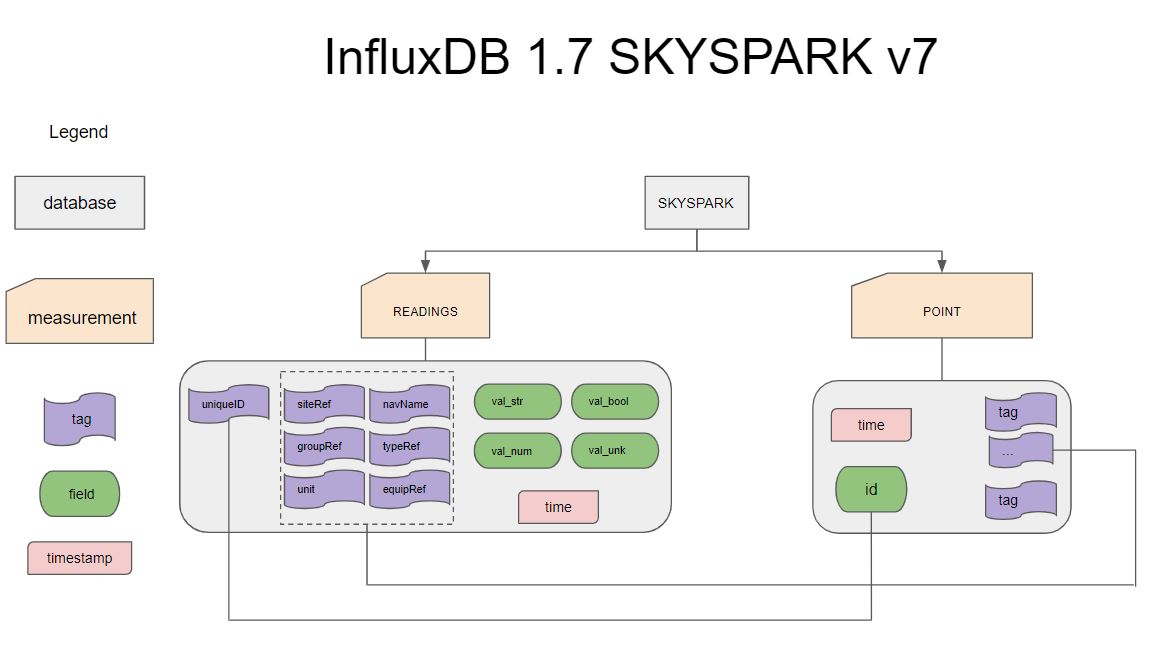 InfluxDB 1.7 SKYSPARK v7
Legend
database
measurement
tag
field
timestamp
SKYSPARK
READINGS
POINT
uniqueID
siteRef
navName
groupRef
typeRef
unit
equipRef
val_str
val_bool
val_num
val_unk
time
time
id
tag
...
tag